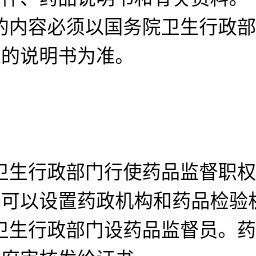 件、药品说明书和有关资料。
的内容必须以国务院卫生行政部
的说明书为准。
卫生行政部门行使药品监督职权
可以设置药政机构和药品检验
卫生行政部门设药品监督员。药